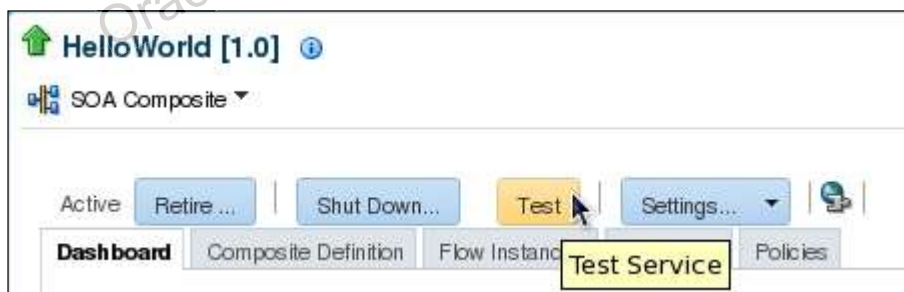 HelloWorld [1.0]
SOA Composite
Active Retire ... Shut Down... Test Settings...
Dashboard Composite Definition Flow Instanc Policies
Test Service